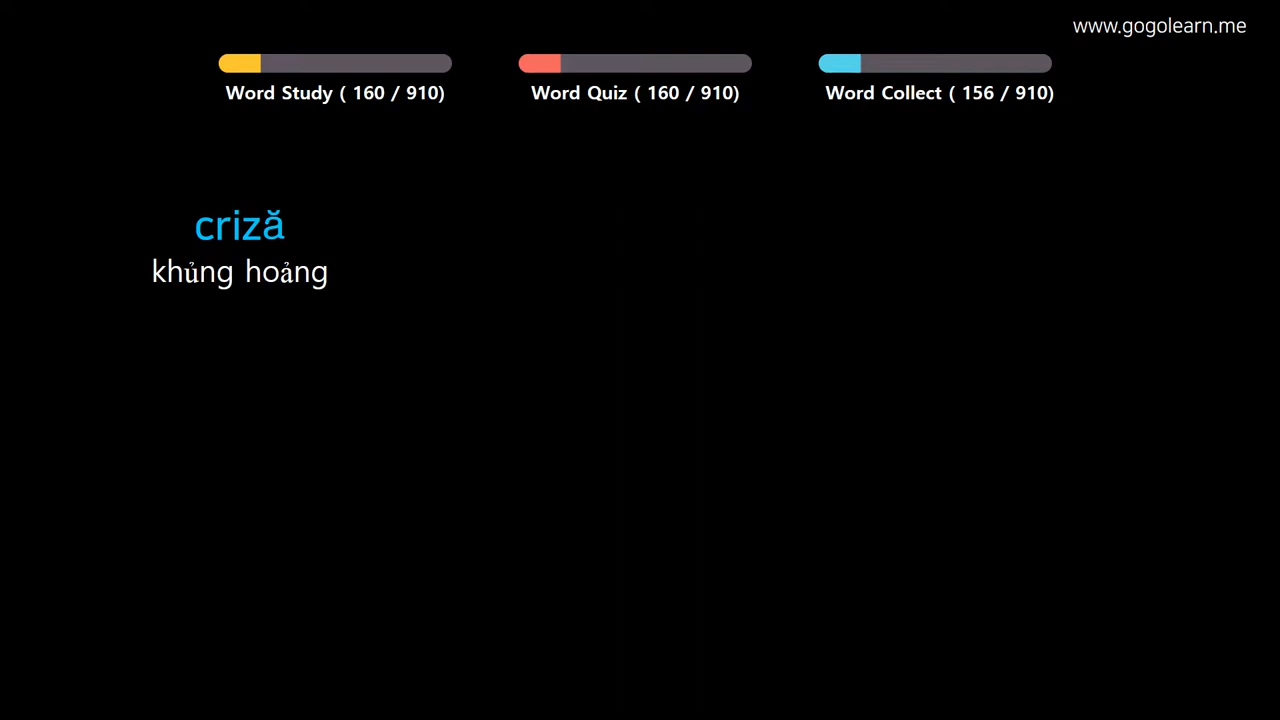 www.gogolearn.me
Word Study ( 160 / 910)
Word Quiz ( 160 / 910)
Word Collect ( 156 / 910)
criză
khủng hoảng